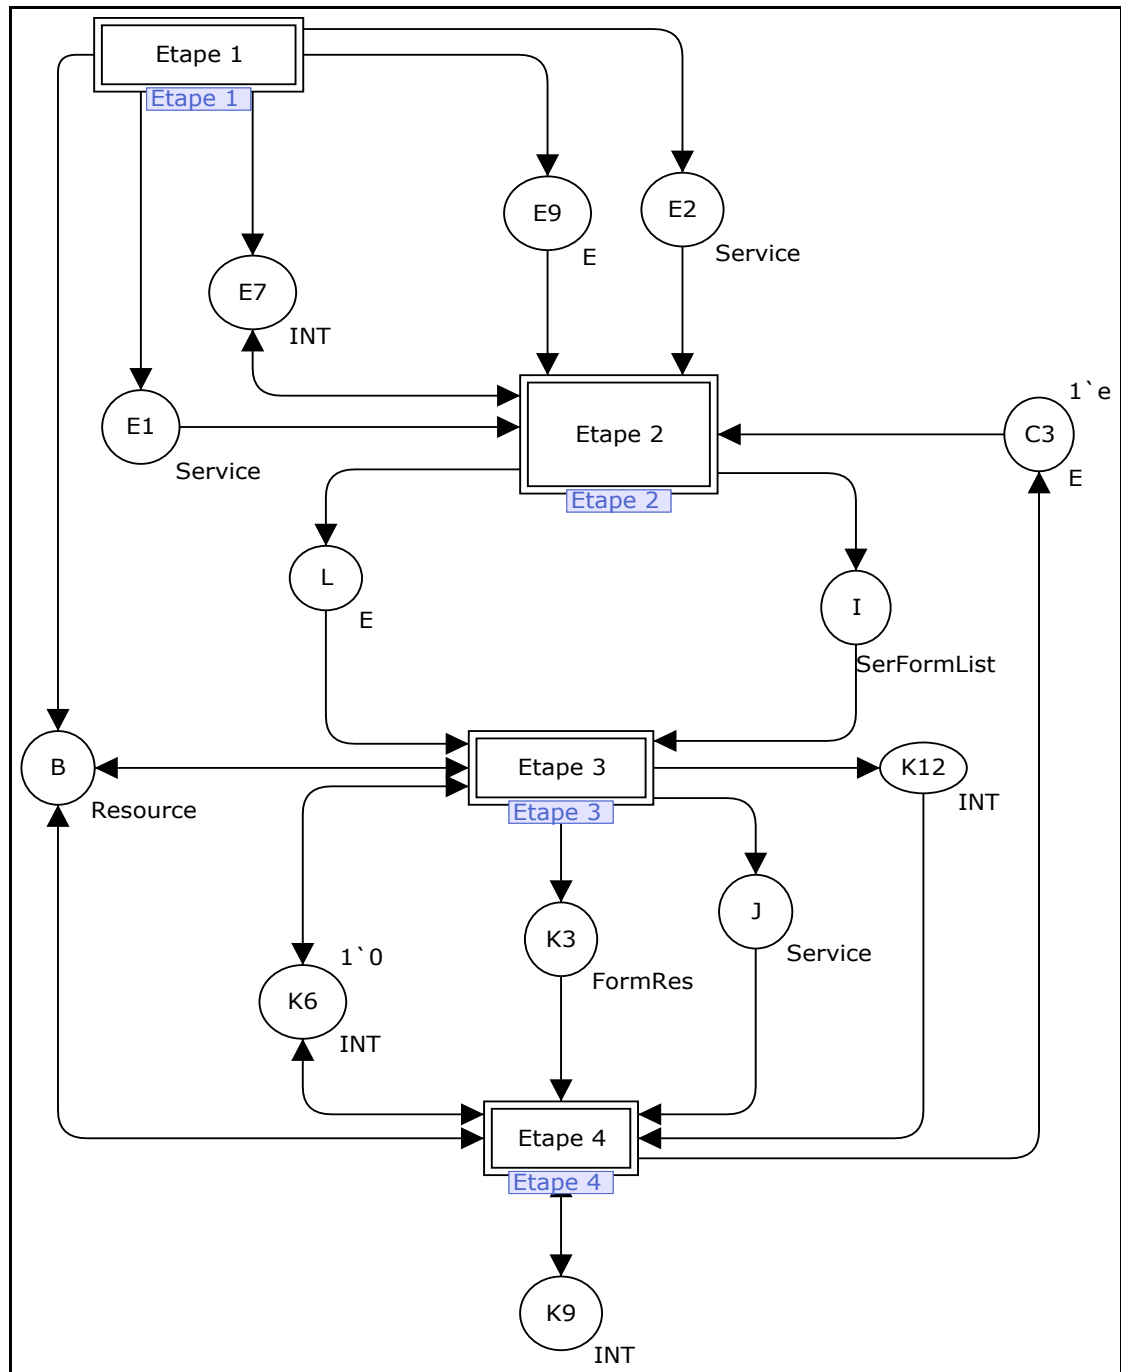 Etape 1
Etape 1
E9
E2
E
Service
E7
INT
1`e
E1
Etape 2
C3
Service
E
Etape 2
L
I
E
SerFormList
B
Etape 3
K12
Resource
INT
Etape 3
J
K3
1`0
Service
FormRes
K6
INT
Etape 4
Etape 4
K9
INT